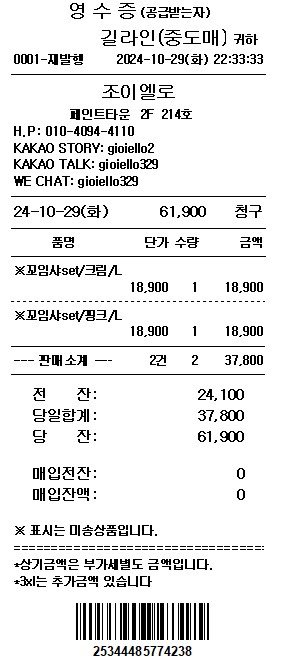 영 수 증 (공급받는자)
길라인(중도매) 귀하
0001-재발행 2024-10-29(화) 22:33:33
조이엘로
페인트타운 2F 214호
H.P: 010-4094-4110
KAKAO STORY: gioiello2
KAKAO TALK: gioiello329
WE CHAT: gioiello329
24-10-29(화) 61,900 청구
품명 단가 수량 금액
※꼬임샤set/크림/L
18,900 1 18,900
※꼬임샤set/핑크/L
18,900 1 18,900
--- 판매소계 --- 2건 2 37,800
전 잔: 24,100
당일합계: 37,800
당 잔: 61,900
매입전잔: 0
매입잔액: 0
※ 표시는 미송상품입니다.
======================================
*상기금액은 부가세별도 금액입니다.
*3xl는 추가금액 있습니다
25344485774238